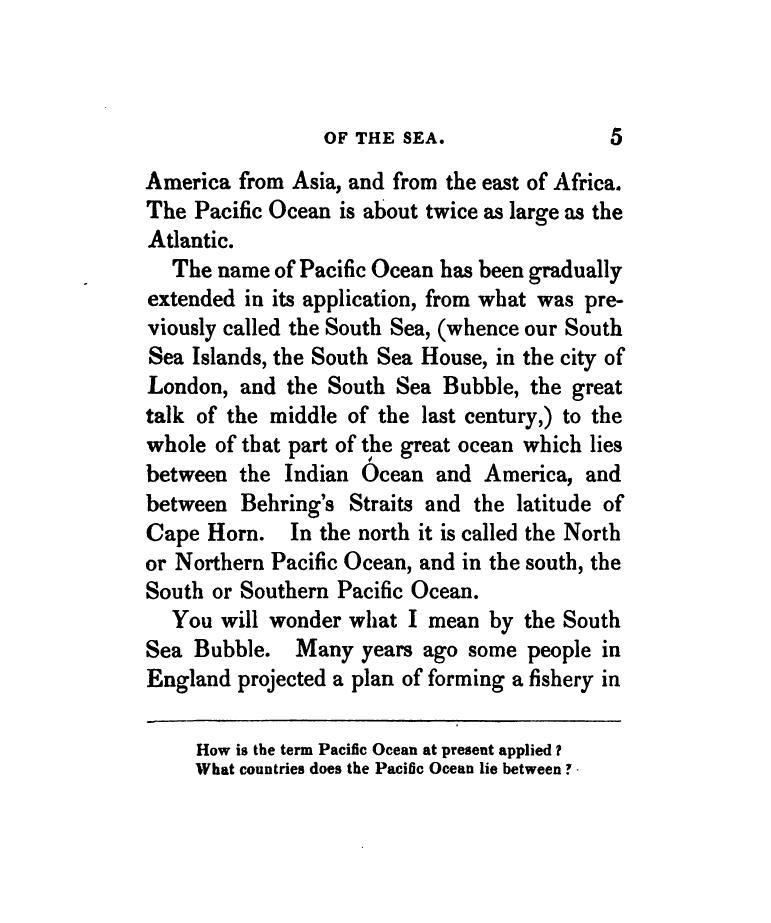 OF THE SEA. 5
America from Asia, and from the east of Africa.
The Pacific Ocean is about twice as large as the
Atlantic.
The name of Pacific Ocean has been gradually
extended in its application, from what was pre-
viously called the South Sea, (whence our South
Sea Islands, the South Sea House, in the city of
London, and the South Sea Bubble, the great
talk of the middle of the last century,) to the
whole of that part of the great ocean which lies
between the Indian Ocean and America, and
between Behring's Straits and the latitude of
Cape Horn. In the north it is called the North
or Northern Pacific Ocean, and in the south, the
South or Southern Pacific Ocean.
You will wonder what I mean by the South
Sea Bubble. Many years ago some people in
England projected a plan of forming a fishery in
How is the term Pacific Ocean at present applied?
What countries does the Pacific Ocean lie between?